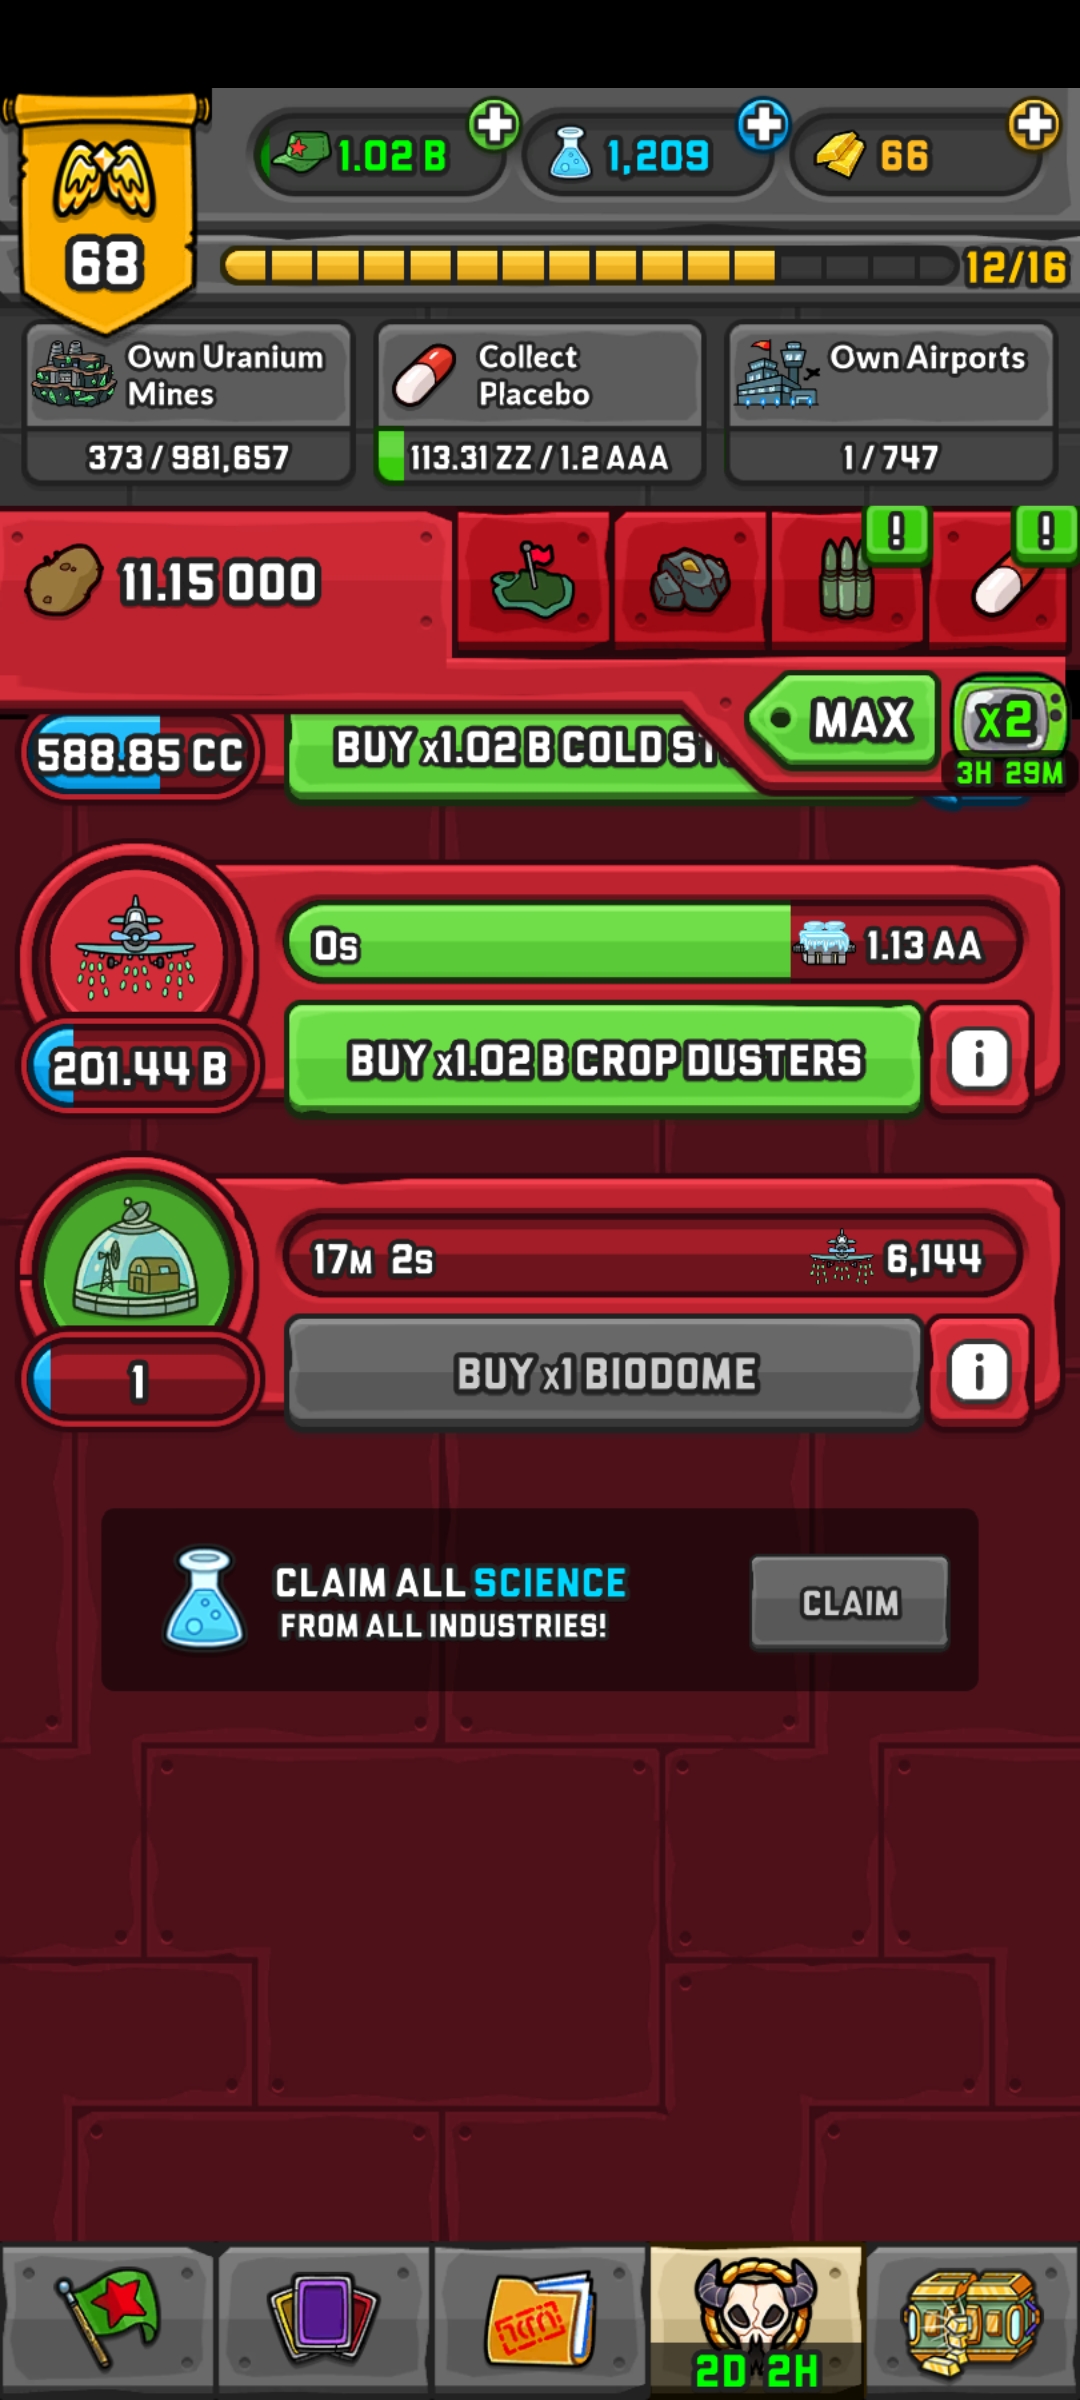 1.02 B
1,209
66
68
12/16
Own Uranium
Mines
373 / 981,657
Collect
Placebo
113.31 ZZ / 1.2 AAA
Own Airports
1 / 747
11.15 OOO
!
!
MAX
x2
3H 29M
588.85 CC
BUY x1.02 B COLD ST
0s
1.13 AA
201.44 B
BUY x1.02 B CROP DUSTERS
i
17M 2s
6,144
1
BUY x1 BIODOME
i
CLAIM ALL SCIENCE
FROM ALL INDUSTRIES!
CLAIM
2D 2H